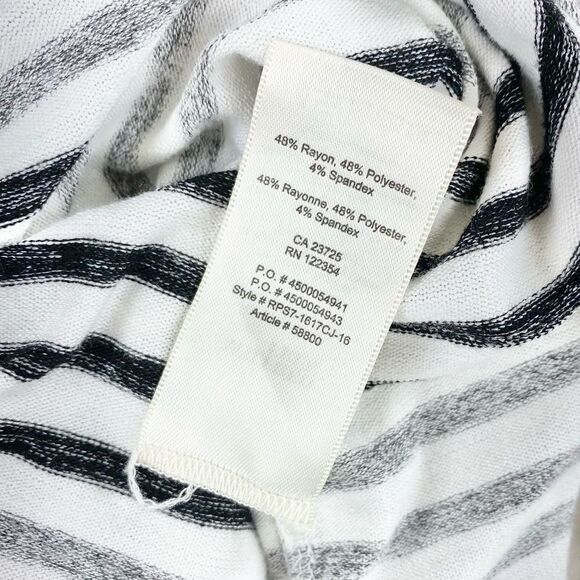 48% Rayon, 48% Polyester,
4% Spandex
48% Rayonne, 48% Polyester,
4% Spandex
CA 23725
RN 122354
P.O. # 4500054941
P.O. # 4500054943
Style # RPS7-1617CJ-16
Article # 58800